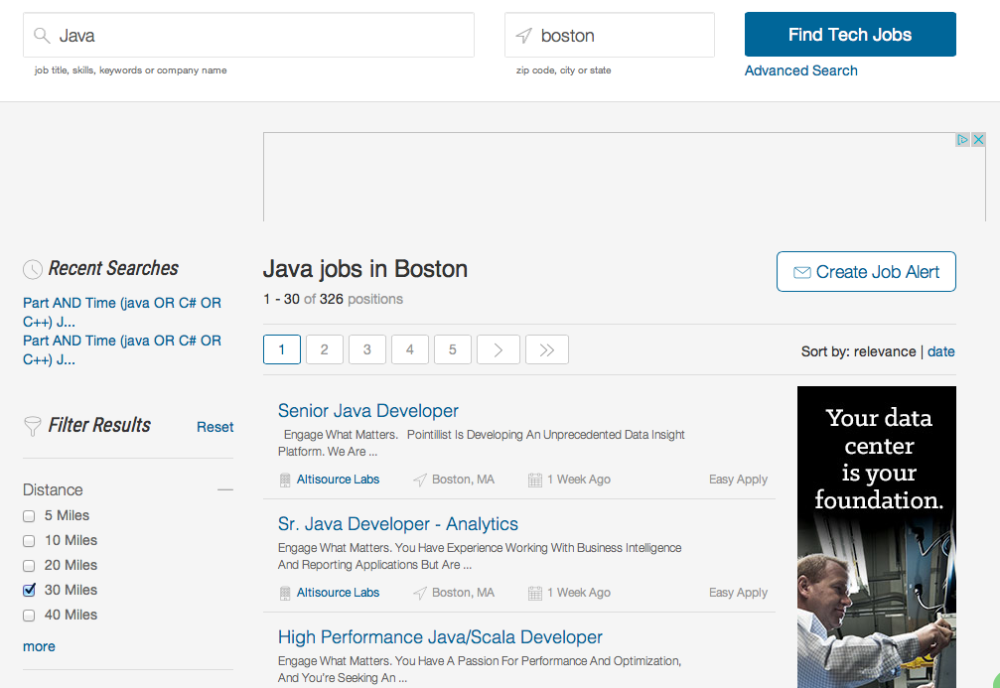 Java
boston
Find Tech Jobs
job title, skills, keywords or company name
zip code, city or state
Advanced Search
Recent Searches
Part AND Time (java OR C# OR
C++) J...
Part AND Time (java OR C# OR
C++) J...
Filter Results
Reset
Distance
5 Miles
10 Miles
20 Miles
30 Miles
40 Miles
more
Java jobs in Boston
1 - 30 of 326 positions
Create Job Alert
1 2 3 4 5
Sort by: relevance | date
Senior Java Developer
Engage What Matters. Pointillist Is Developing An Unprecedented Data Insight
Platform. We Are ...
Altisource Labs Boston, MA 1 Week Ago Easy Apply
Sr. Java Developer - Analytics
Engage What Matters. You Have Experience Working With Business Intelligence
And Reporting Applications But Are ...
Altisource Labs Boston, MA 1 Week Ago Easy Apply
High Performance Java/Scala Developer
Engage What Matters. You Have A Passion For Performance And Optimization,
And You're Seeking An ...
Your data
center
is your
foundation.